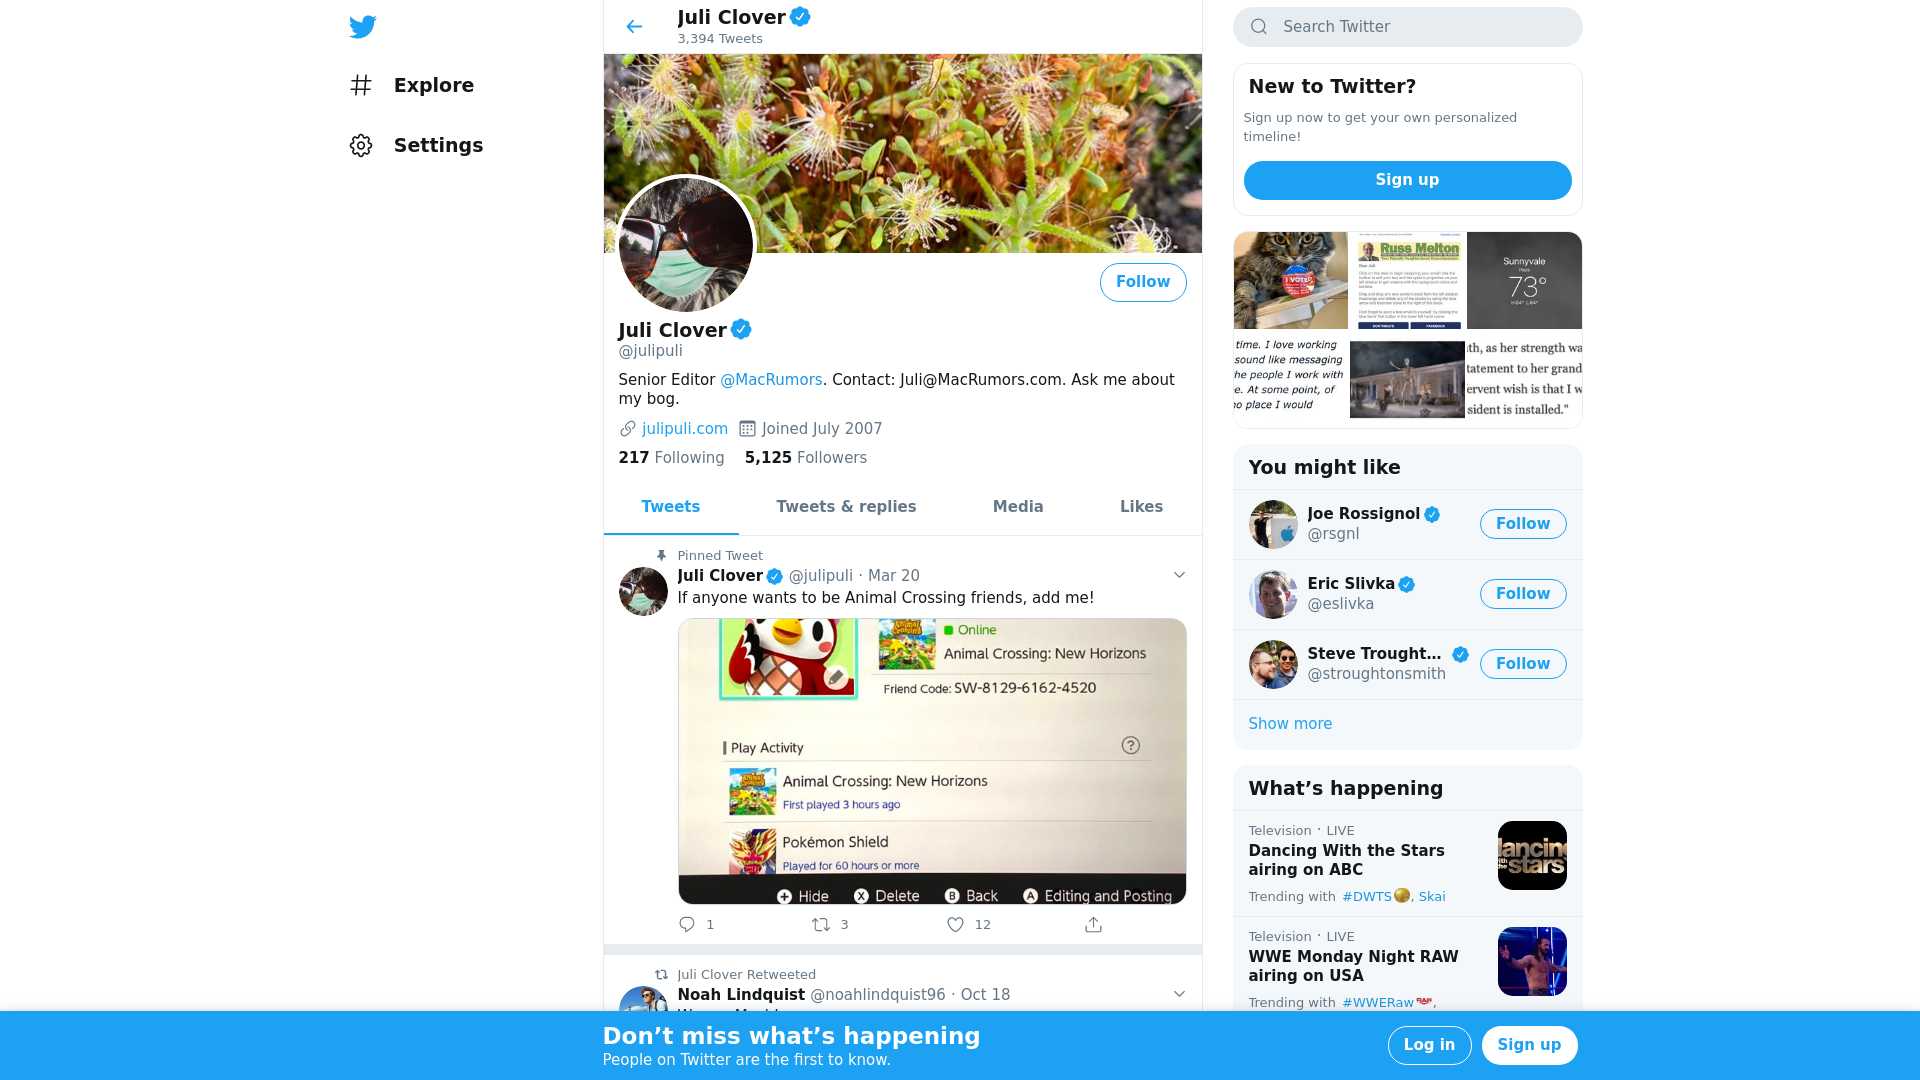 Explore
Settings
Juli Clover
3,394 Tweets
Follow
Juli Clover
@julipuli
Senior Editor @MacRumors. Contact: Juli@MacRumors.com. Ask me about
my bog.
julipuli.com Joined July 2007
217 Following 5,125 Followers
Tweets Tweets & replies Media Likes
Pinned Tweet
Juli Clover @julipuli · Mar 20
If anyone wants to be Animal Crossing friends, add me!
Online
Animal Crossing: New Horizons
Friend Code: SW-8129-6162-4520
Play Activity
?
Animal Crossing: New Horizons
First played 3 hours ago
Pokémon Shield
Played for 60 hours or more
+ Hide X Delete B Back A Editing and Posting
1 3 12
Juli Clover Retweeted
Noah Lindquist @noahlindquist96 · Oct 18
Search Twitter
New to Twitter?
Sign up now to get your own personalized
timeline!
Sign up
I VOTED
Russ Melton
Sunnyvale
Haze
73°
time. I love working
sound like messaging
he people I work with
e. At some point, of
no place I would
th, as her strength wa
tatement to her grand
ervent wish is that I w
sident is installed."
You might like
Joe Rossignol
@rsgnl
Follow
Eric Slivka
@eslivka
Follow
Steve Trought...
@stroughtonsmith
Follow
Show more
What’s happening
Television · LIVE
Dancing With the Stars
airing on ABC
Trending with #DWTS, Skai
dancing
with the
stars
Television · LIVE
WWE Monday Night RAW
airing on USA
Trending with #WWERaw,
Don’t miss what’s happening
People on Twitter are the first to know.
Log in
Sign up